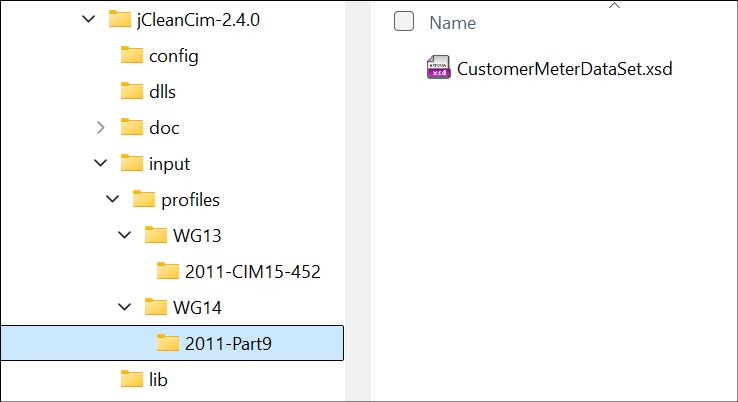 jCleanCim-2.4.0
config
dlls
doc
input
profiles
WG13
2011-CIM15-452
WG14
2011-Part9
lib
Name
CustomerMeterDataSet.xsd